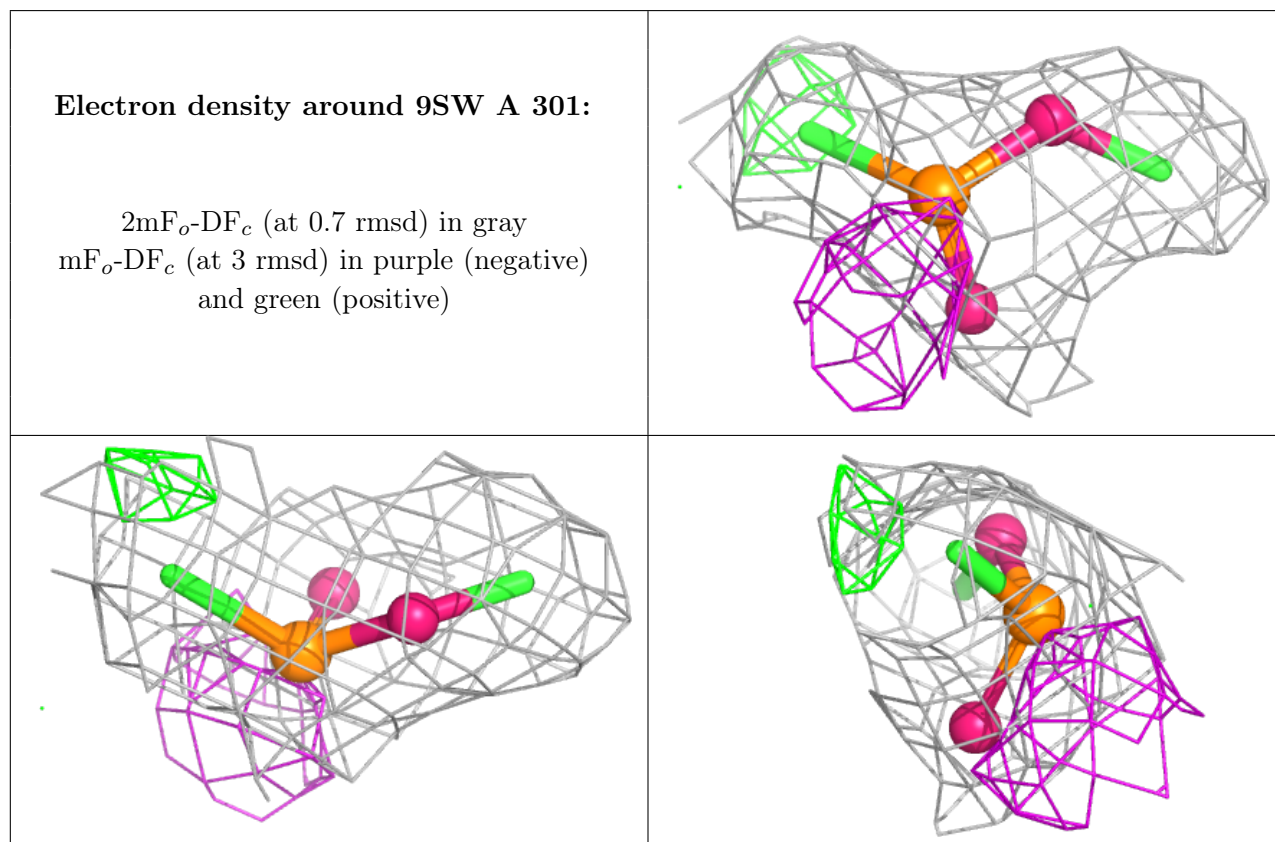 Electron density around 9SW A 301:
2mFo-DFc (at 0.7 rmsd) in gray
mFo-DFc (at 3 rmsd) in purple (negative)
and green (positive)